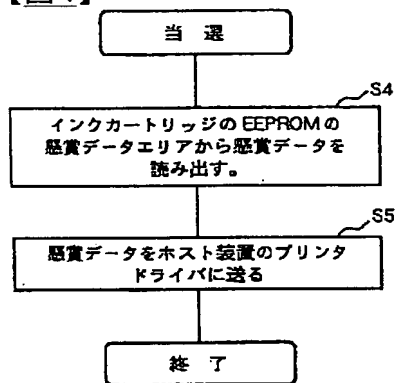 当 選
S4
インクカートリッジのEEPROMの
懸賞データエリアから懸賞データを
読み出す。
S5
懸賞データをホスト装置のプリンタ
ドライバに送る
終 了